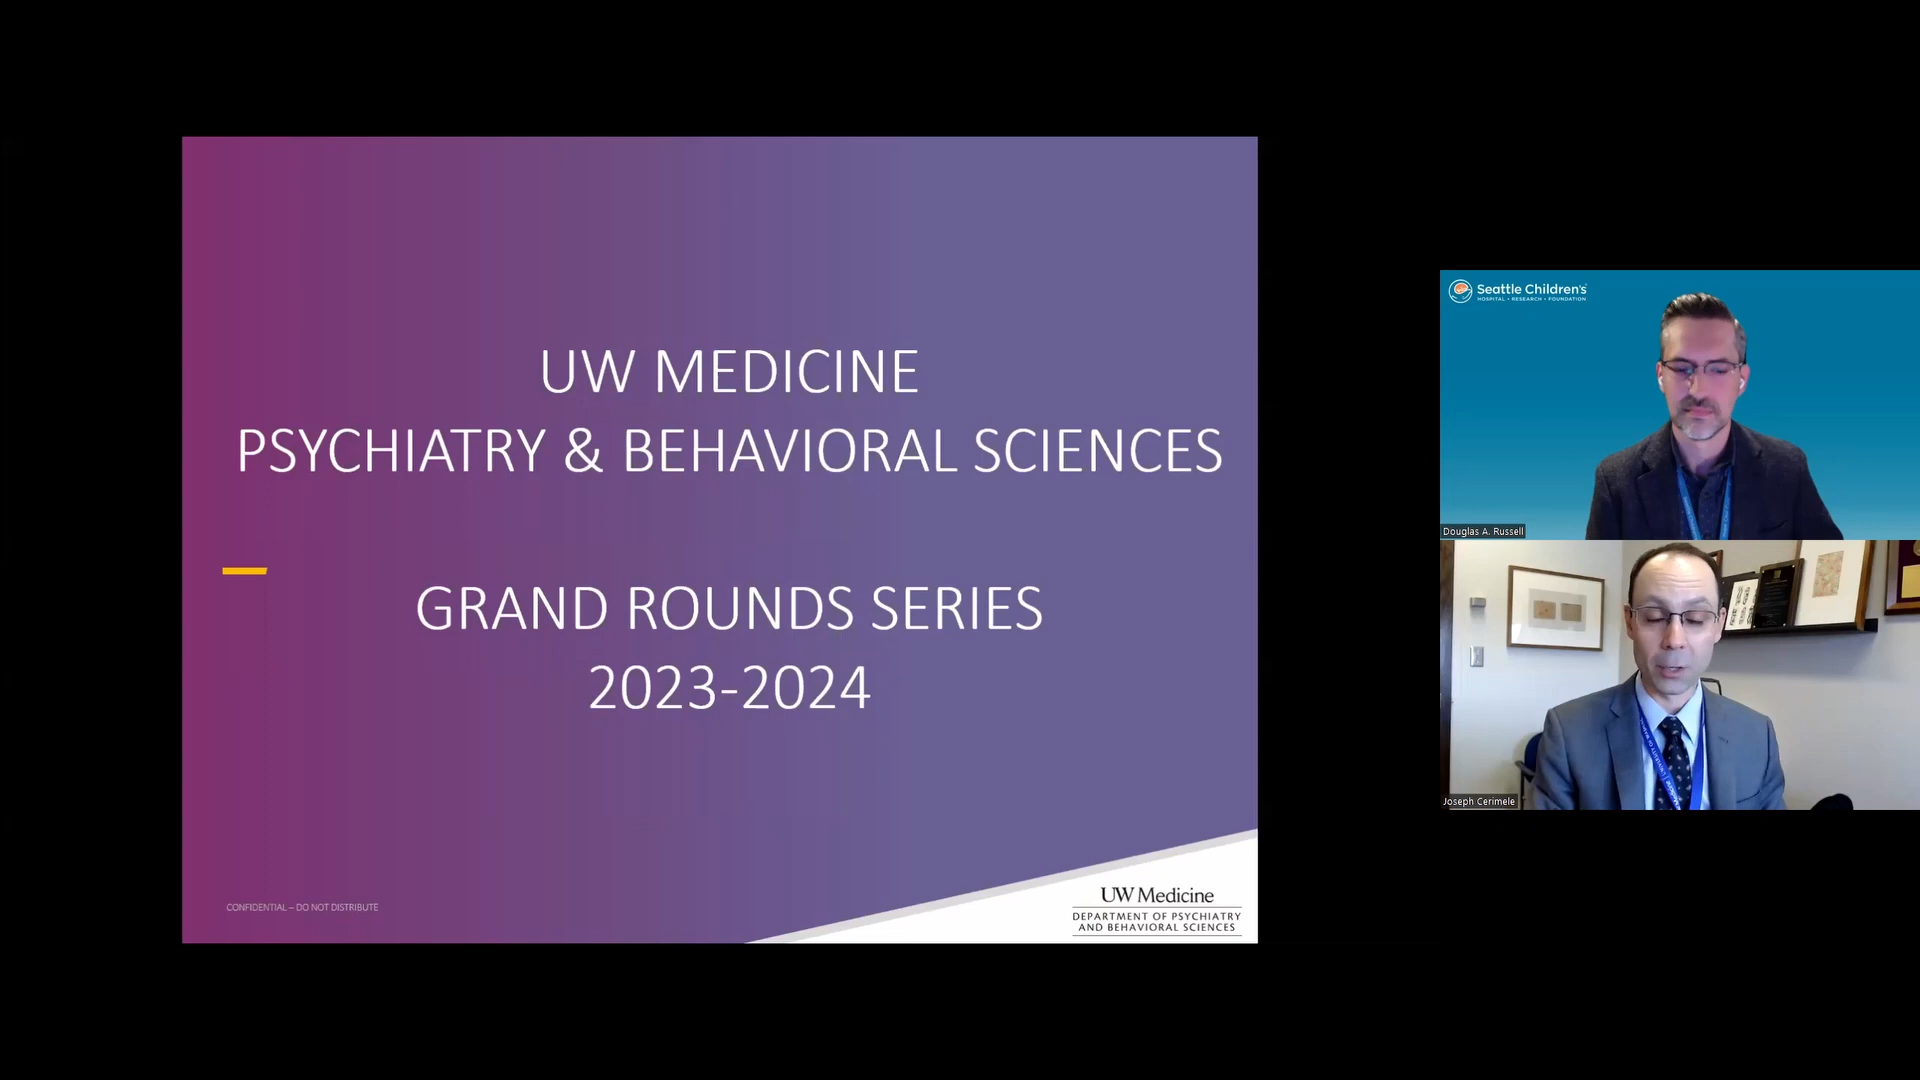 UW MEDICINE
PSYCHIATRY & BEHAVIORAL SCIENCES
GRAND ROUNDS SERIES
2023-2024
CONFIDENTIAL – DO NOT DISTRIBUTE
UW Medicine
DEPARTMENT OF PSYCHIATRY
AND BEHAVIORAL SCIENCES
Seattle Children's
HOSPITAL • RESEARCH • FOUNDATION
Douglas A. Russell
Joseph Cerimele